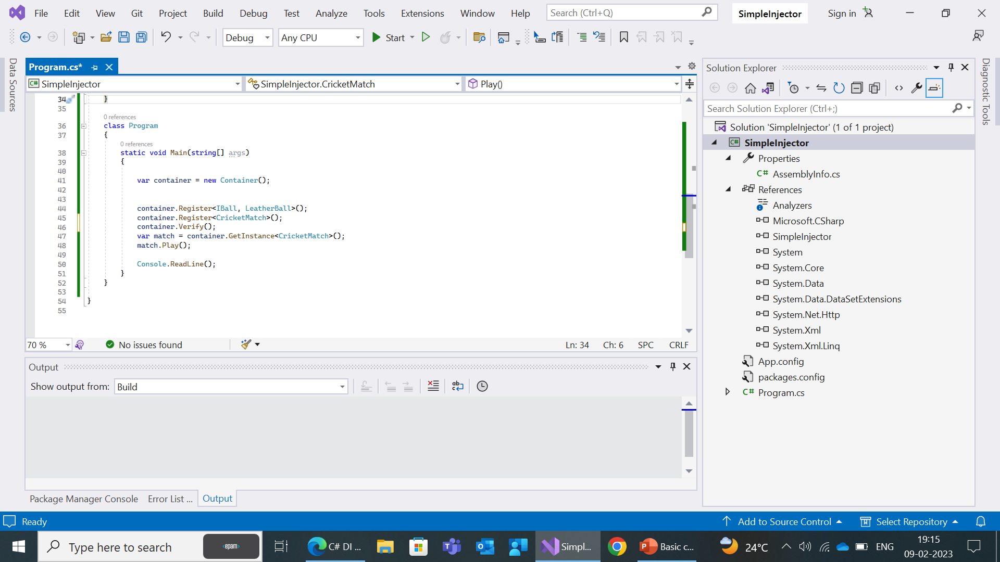 File Edit View Git Project Build Debug Test Analyze Tools Extensions Window Help Search (Ctrl+Q) SimpleInjector Sign in
Debug Any CPU Start
Data Sources
Program.cs*
SimpleInjector SimpleInjector.CricketMatch Play()
34 }
35
0 references
36 class Program
37 {
0 references
38 static void Main(string[] args)
39 {
40
41 var container = new Container();
42
43
44 container.Register<IBall, LeatherBall>();
45 container.Register<CricketMatch>();
46 container.Verify();
47 var match = container.GetInstance<CricketMatch>();
48 match.Play();
49
50 Console.ReadLine();
51 }
52 }
53
54 }
55
70 % No issues found Ln: 34 Ch: 6 SPC CRLF
Output
Show output from: Build
Package Manager Console Error List ... Output
Solution Explorer
Search Solution Explorer (Ctrl+;)
Solution 'SimpleInjector' (1 of 1 project)
C# SimpleInjector
Properties
C# AssemblyInfo.cs
References
Analyzers
Microsoft.CSharp
SimpleInjector
System
System.Core
System.Data
System.Data.DataSetExtensions
System.Net.Http
System.Xml
System.Xml.Linq
App.config
packages.config
C# Program.cs
Diagnostic Tools
Ready Add to Source Control Select Repository
Type here to search <epam> C# DI ... Simpl... Basic c... 24°C ENG 19:15
09-02-2023